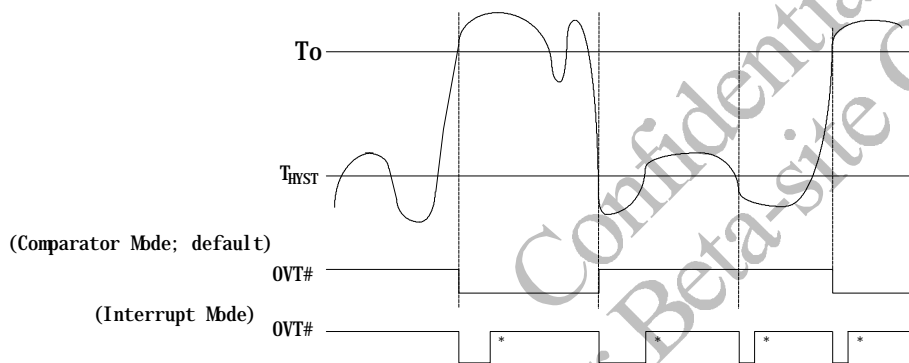 To
THYST
(Comparator Mode; default)
OVT#
(Interrupt Mode)
OVT#
* * * *
Confidential
Beta-site